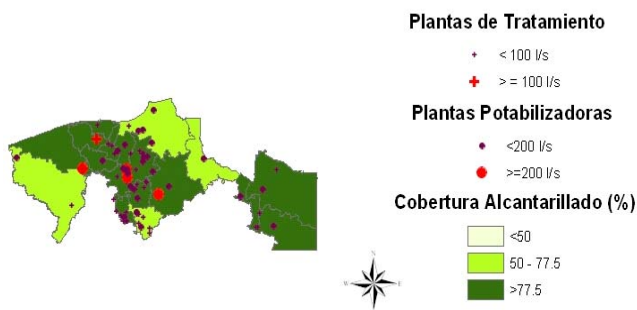 Plantas de Tratamiento
< 100 l/s
> = 100 l/s
Plantas Potabilizadoras
<200 l/s
>=200 l/s
Cobertura Alcantarillado (%)
<50
50 - 77.5
>77.5
N
W
E
S